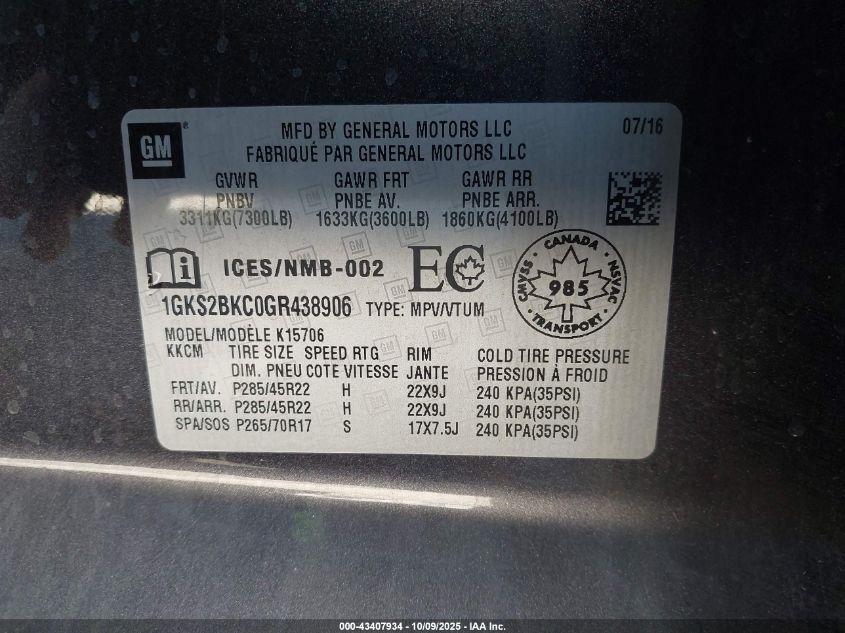 GM ®
MFD BY GENERAL MOTORS LLC 07/16
FABRIQUÉ PAR GENERAL MOTORS LLC
GVWR GAWR FRT GAWR RR
PNBV PNBE AV. PNBE ARR.
3311KG(7300LB) 1633KG(3600LB) 1860KG(4100LB)
ICES/NMB-002 EC
CANADA
CMVSS 985 NSVAC
TRANSPORT
1GKS2BKC0GR438906 TYPE: MPV/VTUM
MODEL/MODÈLE K15706
KKCM TIRE SIZE SPEED RTG RIM COLD TIRE PRESSURE
DIM. PNEU COTE VITESSE JANTE PRESSION À FROID
FRT/AV. P285/45R22 H 22X9J 240 KPA(35PSI)
RR/ARR. P285/45R22 H 22X9J 240 KPA(35PSI)
SPA/SOS P265/70R17 S 17X7.5J 240 KPA(35PSI)
000-43407934 - 10/09/2025 - IAA Inc.